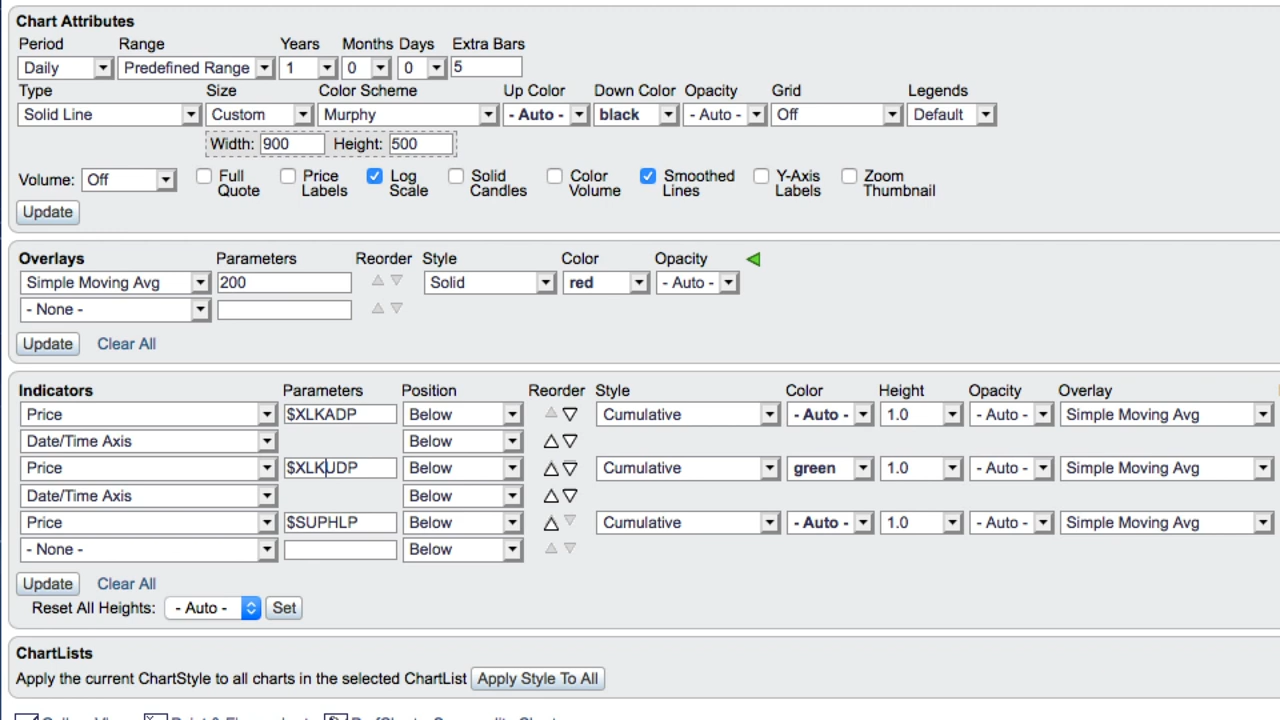 Chart Attributes
Period Range Years Months Days Extra Bars
Daily Predefined Range 1 0 0 5
Type Size Color Scheme Up Color Down Color Opacity Grid Legends
Solid Line Custom Murphy - Auto - black - Auto - Off Default
Width: 900 Height: 500
Volume: Off Full Quote Price Labels Log Scale Solid Candles Color Volume Smoothed Lines Y-Axis Labels Zoom Thumbnail
Update
Overlays Parameters Reorder Style Color Opacity
Simple Moving Avg 200 Solid red - Auto -
- None -
Update Clear All
Indicators Parameters Position Reorder Style Color Height Opacity Overlay
Price $XLKADP Below Cumulative - Auto - 1.0 - Auto - Simple Moving Avg
Date/Time Axis Below
Price $XLKUDP Below Cumulative green 1.0 - Auto - Simple Moving Avg
Date/Time Axis Below
Price $SUPHLP Below Cumulative - Auto - 1.0 - Auto - Simple Moving Avg
- None - Below
Update Clear All
Reset All Heights: - Auto - Set
ChartLists
Apply the current ChartStyle to all charts in the selected ChartList Apply Style To All